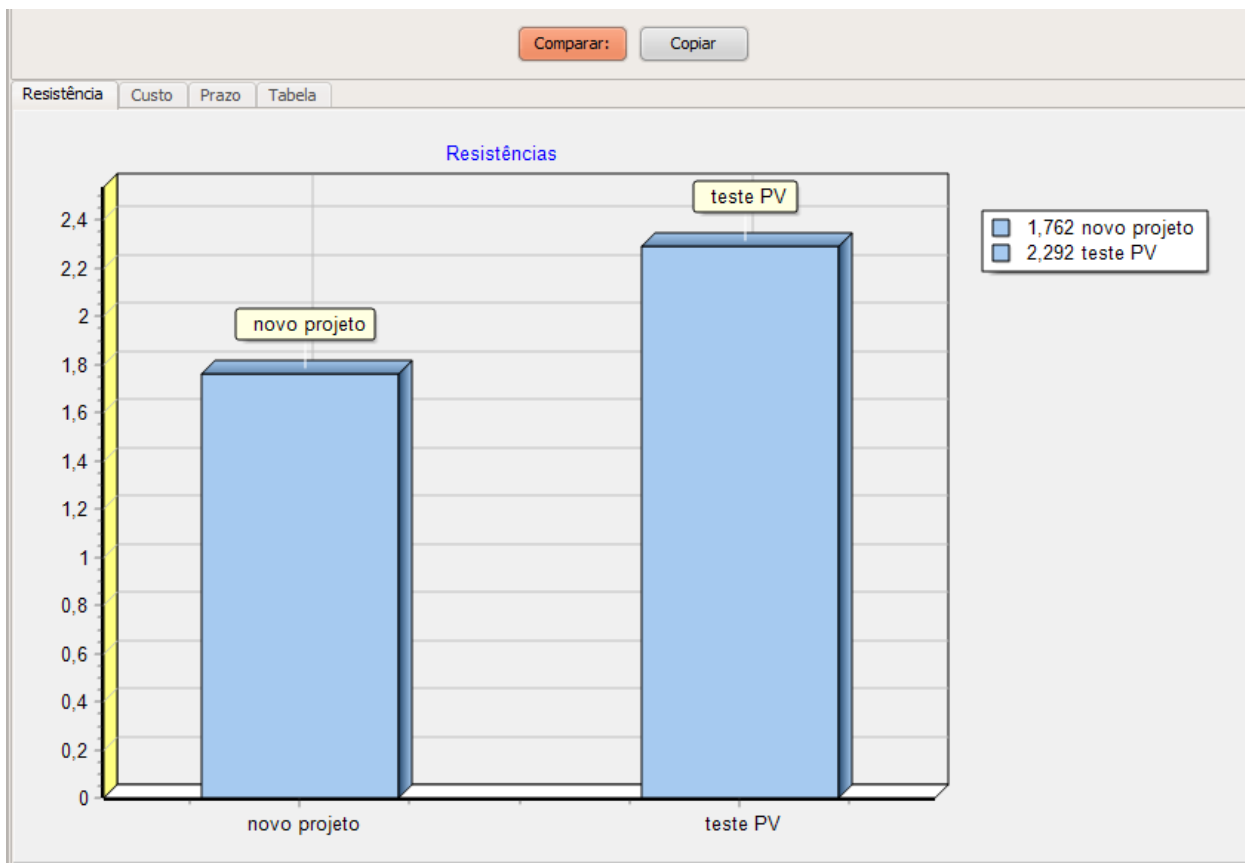 Comparar: Copiar
Resistência Custo Prazo Tabela
Resistências
teste PV
novo projeto
1,762 novo projeto
2,292 teste PV
2,4
2,2
2
1,8
1,6
1,4
1,2
1
0,8
0,6
0,4
0,2
0
novo projeto teste PV